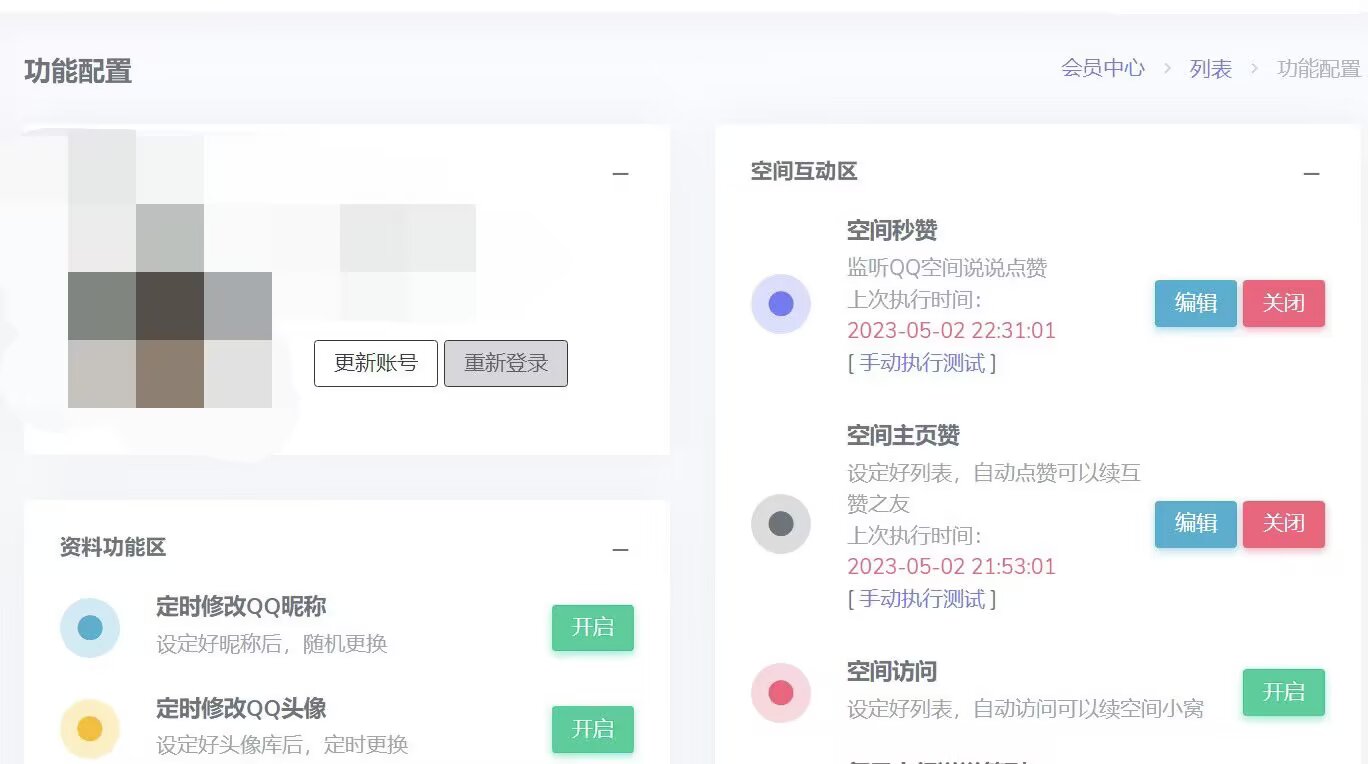 功能配置
会员中心 > 列表 > 功能配置
更新账号 重新登录
资料功能区
定时修改QQ昵称
设定好昵称后，随机更换
开启
定时修改QQ头像
设定好头像库后，定时更换
开启
空间互动区
空间秒赞
监听QQ空间说说点赞
上次执行时间：
2023-05-02 22:31:01
[ 手动执行测试 ]
编辑 关闭
空间主页赞
设定好列表，自动点赞可以续互
赞之友
上次执行时间：
2023-05-02 21:53:01
[ 手动执行测试 ]
编辑 关闭
空间访问
设定好列表，自动访问可以续空间小窝
开启